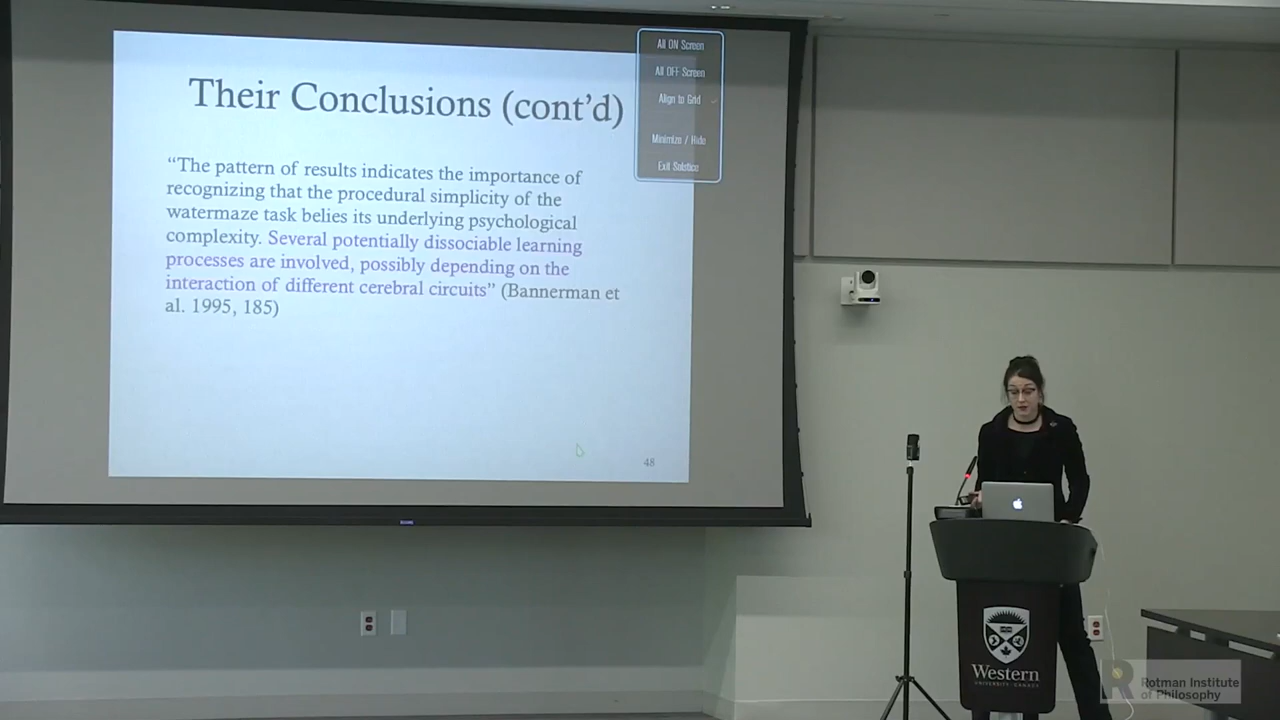 Their Conclusions (cont’d)
“The pattern of results indicates the importance of
recognizing that the procedural simplicity of the
watermaze task belies its underlying psychological
complexity. Several potentially dissociable learning
processes are involved, possibly depending on the
interaction of different cerebral circuits” (Bannerman et
al. 1995, 185)
48
All ON Screen
All OFF Screen
Align to Grid
Minimize / Hide
Exit Solstice
Western
UNIVERSITY · CANADA
R
Rotman Institute
of Philosophy